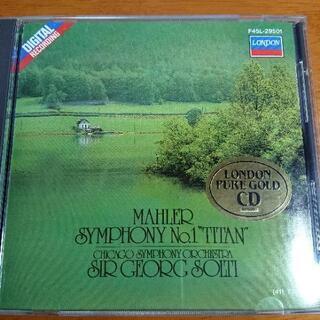 DIGITAL
RECORDING
F45L-29501
LONDON
LONDON
PURE GOLD
CD
MAHLER
SYMPHONY No.1 "TITAN"
CHICAGO SYMPHONY ORCHESTRA
SIR GEORG SOLTI